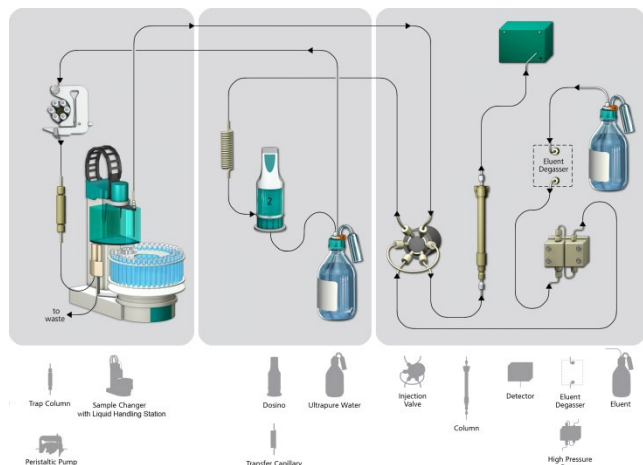 2
Eluent
Degasser
to
waste
Trap Column
Sample Changer
with Liquid Handling Station
Dosino
Ultrapure Water
Injection
Valve
Column
Detector
Eluent
Degasser
Eluent
Peristaltic Pump
Transfer Capillary
High Pressure